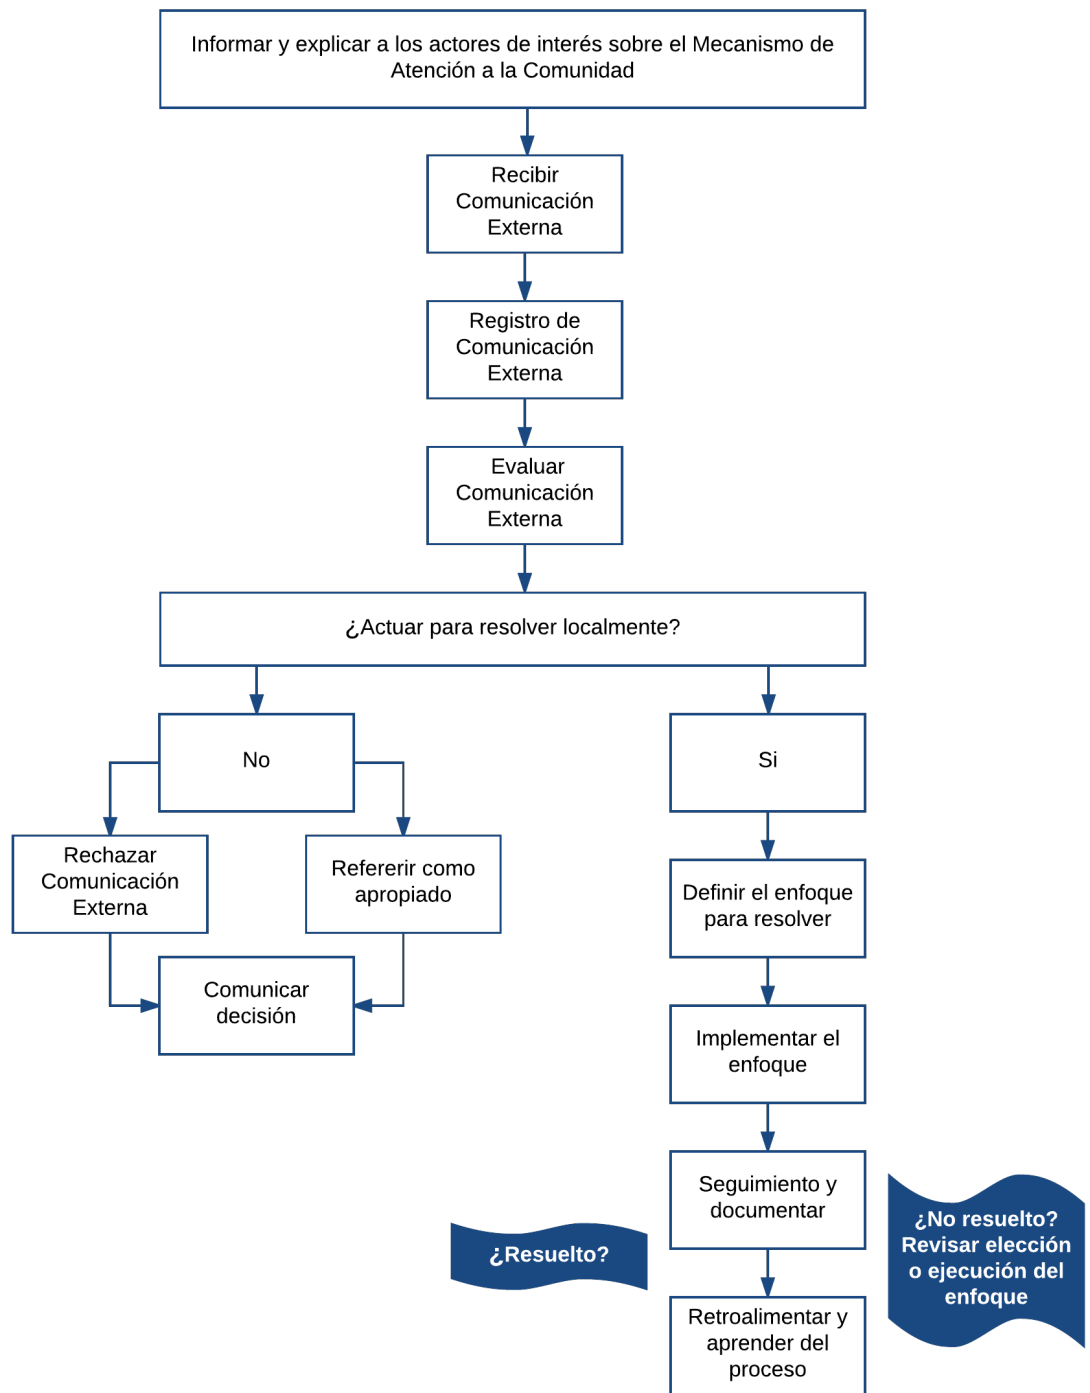 Informar y explicar a los actores de interés sobre el Mecanismo de
Atención a la Comunidad
Recibir
Comunicación
Externa
Registro de
Comunicación
Externa
Evaluar
Comunicación
Externa
¿Actuar para resolver localmente?
No
Si
Rechazar
Comunicación
Externa
Refererir como
apropiado
Definir el enfoque
para resolver
Comunicar
decisión
Implementar el
enfoque
Seguimiento y
documentar
¿Resuelto?
¿No resuelto?
Revisar elección
o ejecución del
enfoque
Retroalimentar y
aprender del
proceso